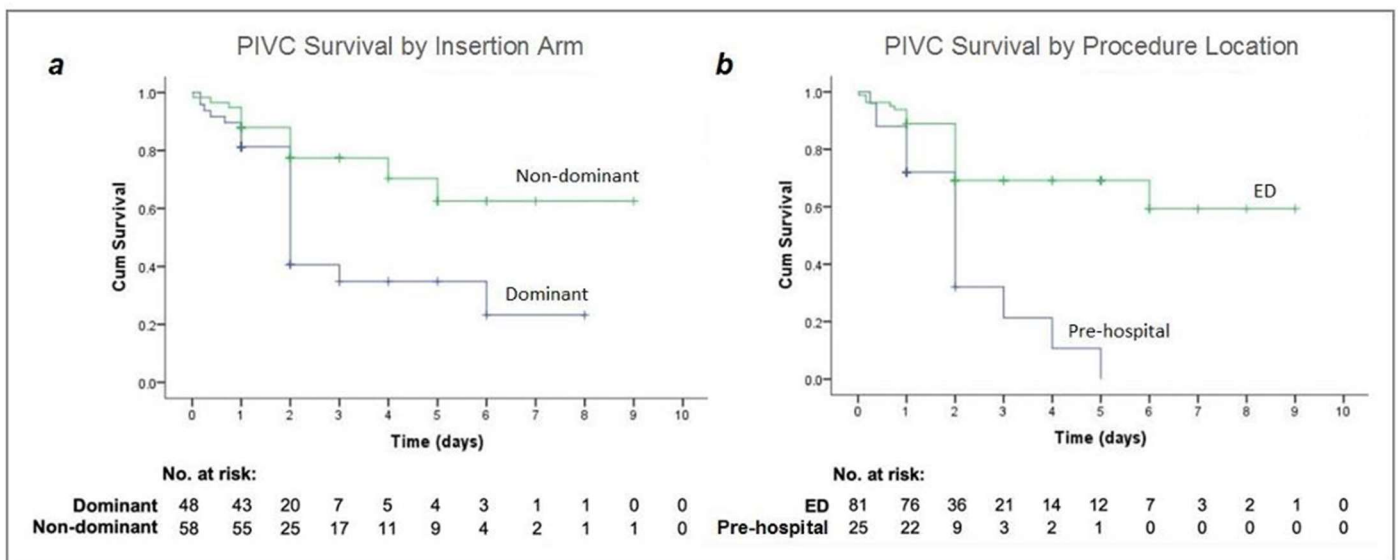 a
PIVC Survival by Insertion Arm
Cum Survival
1.0
0.8
0.6
0.4
0.2
0.0
Non-dominant
Dominant
0 1 2 3 4 5 6 7 8 9 10
Time (days)
No. at risk:
Dominant 48 43 20 7 5 4 3 1 1 0 0
Non-dominant 58 55 25 17 11 9 4 2 1 1 0
b
PIVC Survival by Procedure Location
Cum Survival
1.0
0.8
0.6
0.4
0.2
0.0
ED
Pre-hospital
0 1 2 3 4 5 6 7 8 9 10
Time (days)
No. at risk:
ED 81 76 36 21 14 12 7 3 2 1 0
Pre-hospital 25 22 9 3 2 1 0 0 0 0 0